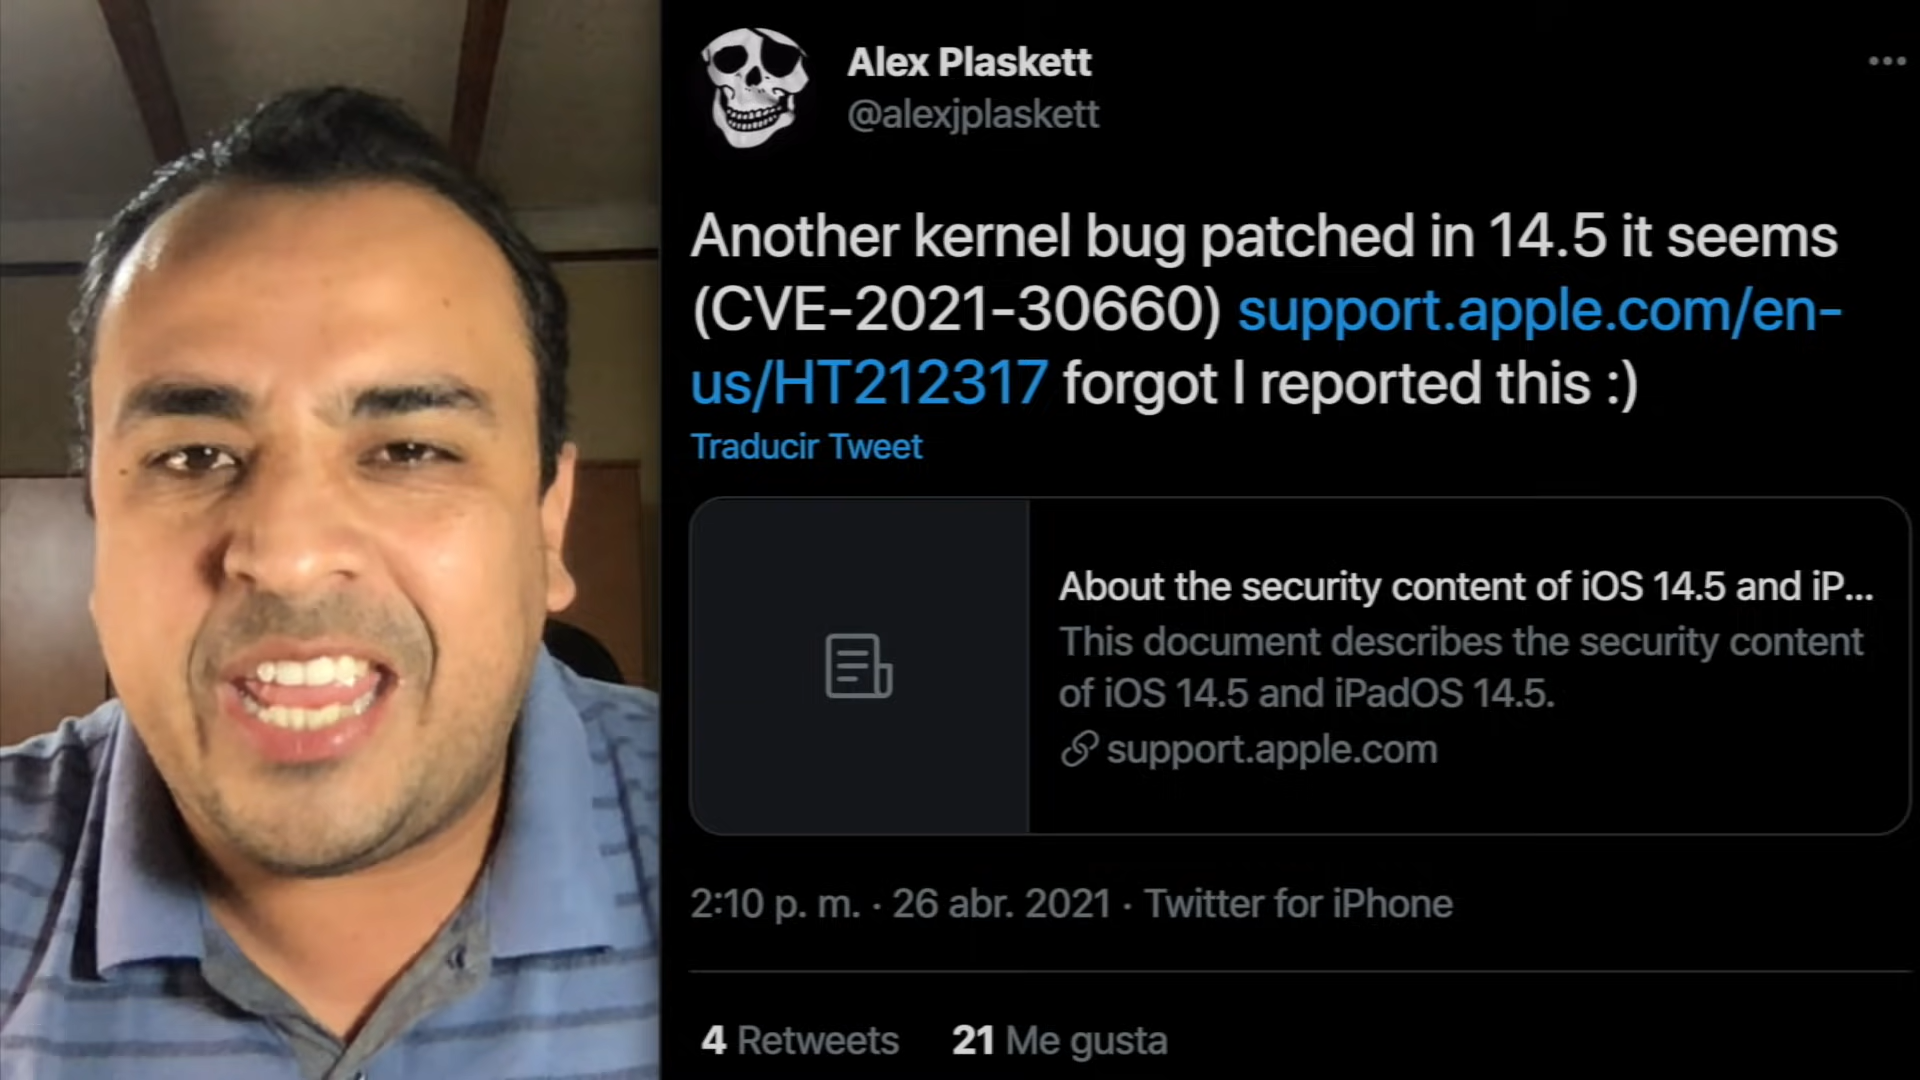 Alex Plaskett
@alexjplaskett
Another kernel bug patched in 14.5 it seems
(CVE-2021-30660) support.apple.com/en-
us/HT212317 forgot I reported this :)
Traducir Tweet
About the security content of iOS 14.5 and iP...
This document describes the security content
of iOS 14.5 and iPadOS 14.5.
support.apple.com
2:10 p. m. · 26 abr. 2021 · Twitter for iPhone
4 Retweets 21 Me gusta